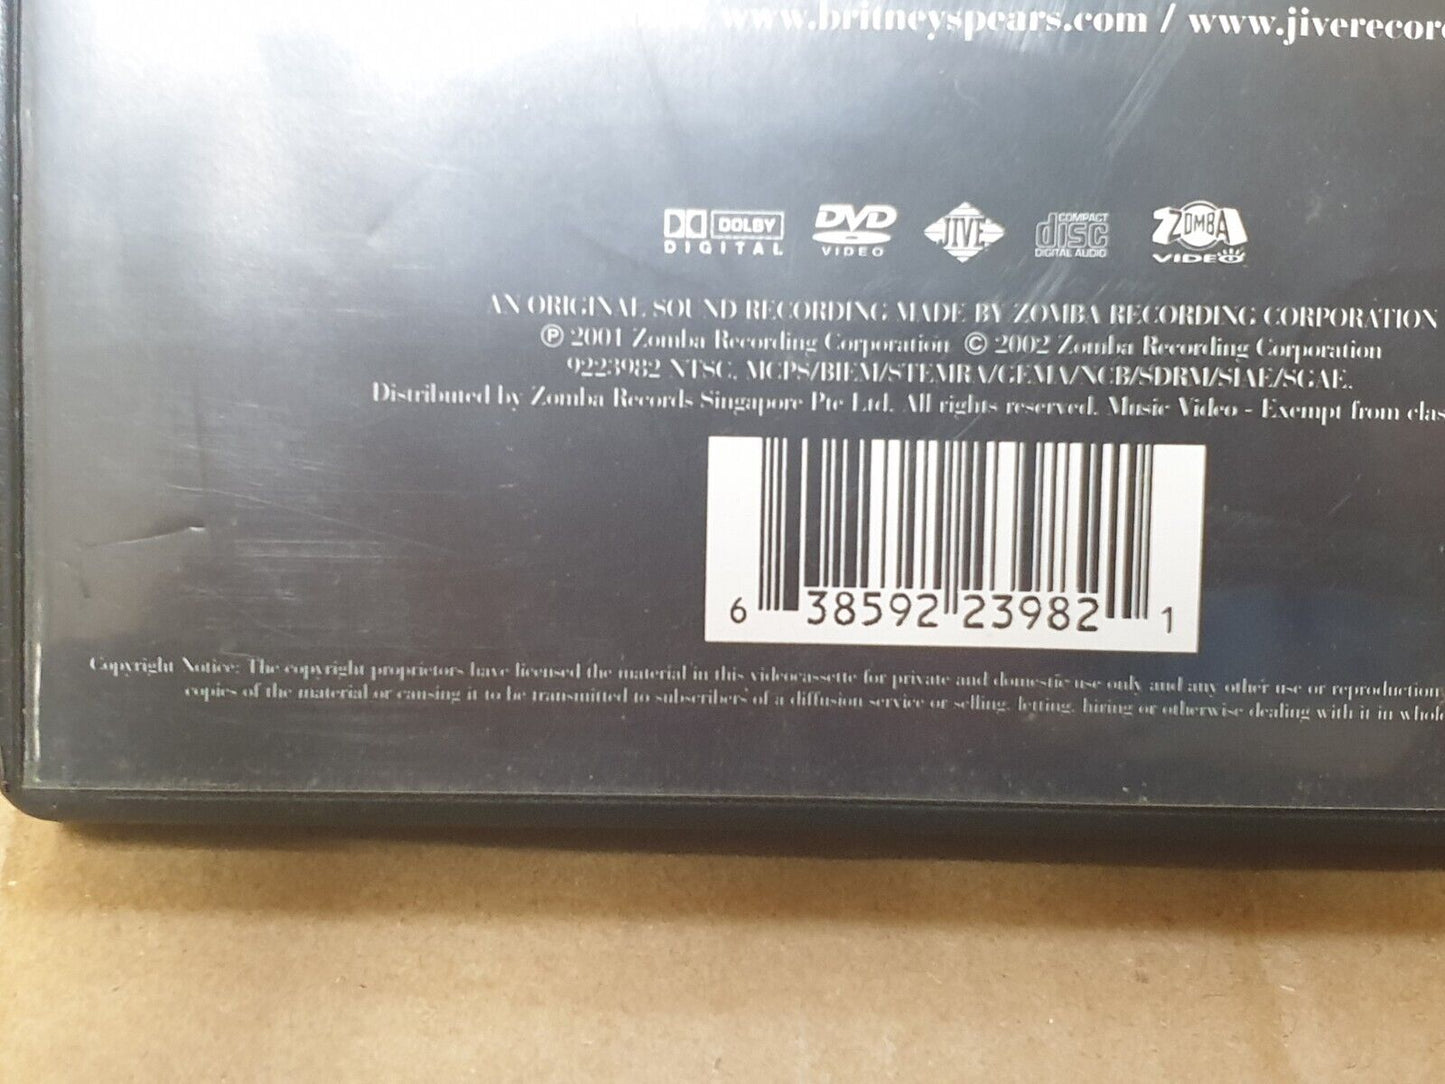 www.britneyspears.com / www.jiverecor
DOLBY
DIGITAL
DVD
VIDEO
JIVE
COMPACT
disc
DIGITAL AUDIO
ZOMBA
VIDEO
AN ORIGINAL SOUND RECORDING MADE BY ZOMBA RECORDING CORPORATION
℗ 2001 Zomba Recording Corporation © 2002 Zomba Recording Corporation
9223982 NTSC. MCPS/BIEM/STEMRA/GEMA/NCB/SDRM/SIAE/SGAE.
Distributed by Zomba Records Singapore Pte Ltd. All rights reserved. Music Video - Exempt from clas
6 38592 23982 1
Copyright Notice: The copyright proprietors have licensed the material in this videocassette for private and domestic use only and any other use or reproduction
copies of the material or causing it to be transmitted to subscribers of a diffusion service or selling, letting, hiring or otherwise dealing with it in whol